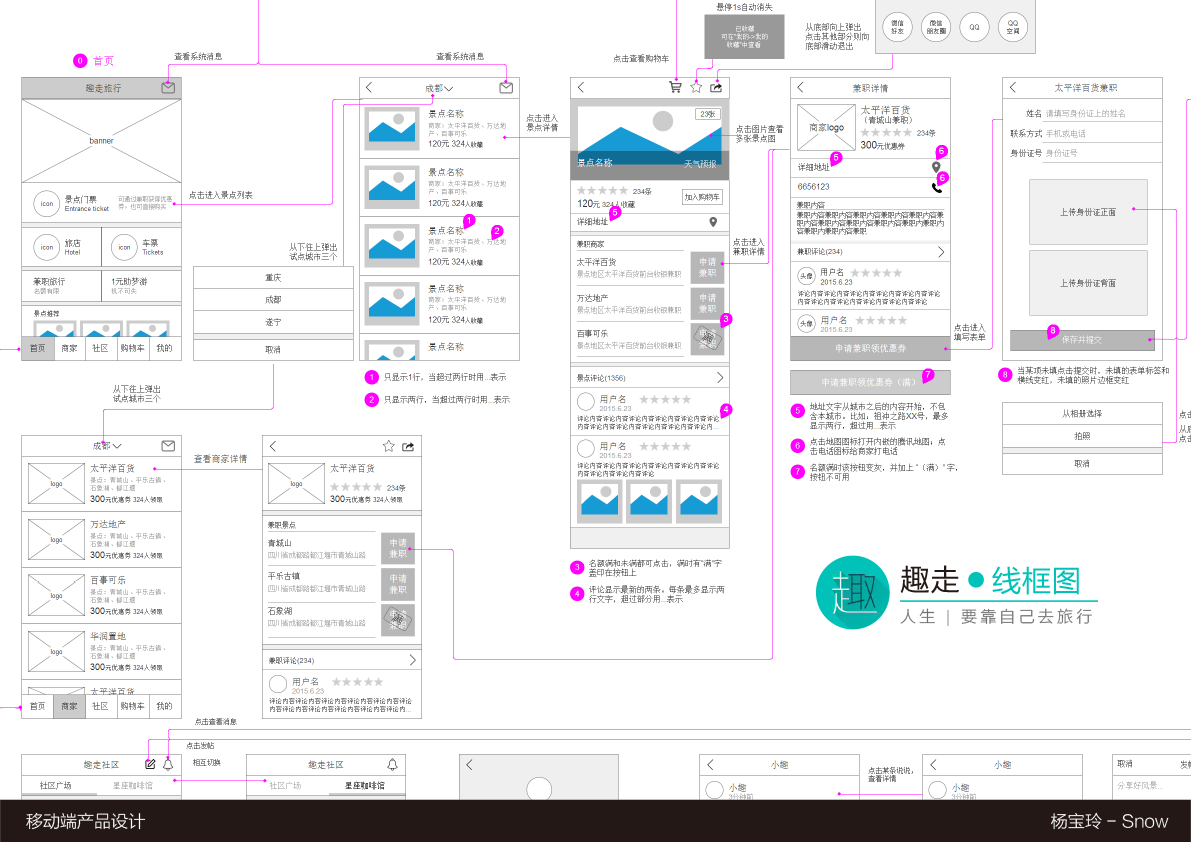 悬停1s自动消失
已收藏
可在"我的->我的
收藏"中查看
从底部向上弹出
点击其他部分则向
底部滑动退出
微信
好友
微信
朋友圈
QQ
QQ
空间
0 首页
查看系统消息
查看系统消息
点击查看购物车
趣走旅行
banner
icon
景点门票
Entrance ticket
可通过兼职获得优惠
券，也可直接购买
点击进入景点列表
icon
旅店
Hotel
icon
车票
Tickets
兼职旅行
名额有限
1元助梦游
机不可失
景点推荐
首页
商家
社区
购物车
我的
从下往上弹出
试点城市三个
重庆
成都
遂宁
取消
成都
景点名称
商家：太平洋百货、万达地
产、百事可乐
120元 324人收藏
景点名称
商家：太平洋百货、万达地
产、百事可乐
120元 324人收藏
景点名称
商家：太平洋百货、万达地
产、百事可乐
120元 324人收藏
1
2
景点名称
商家：太平洋百货、万达地
产、百事可乐
120元 324人收藏
景点名称
1 只显示1行，当超过两行时用...表示
2 只显示两行，当超过两行时用...表示
点击进入
景点详情
23张
景点名称
天气预报
点击图片查看
多张景点图
234条
120元 324人收藏
加入购物车
详细地址
5
兼职商家
太平洋百货
景点地区太平洋百货前台收银兼职
申请
兼职
万达地产
景点地区太平洋百货前台收银兼职
申请
兼职
百事可乐
景点地区太平洋百货前台收银兼职
3
满
点击进入
兼职详情
景点评论(1356)
用户名
2015.6.23
评论内容评论内容评论内容评论内容评论内容评论
内容评论内容评论内容评论内容评论内容...
4
用户名
2015.6.23
评论内容评论内容评论内容评论内容评论内容评论
内容评论内容评论内容评论内容
3 名额满和未满都可点击，满时有"满"字
盖印在按钮上
4 评论显示最新的两条，每条最多显示两
行文字，超过部分用...表示
兼职详情
商家logo
太平洋百货
（青城山兼职）
234条
300元优惠券
详细地址
5
6
6656123
6
兼职内容
兼职内容兼职内容兼职内容兼职内容兼职内容兼
职内容兼职内容兼职内容兼职内容兼职内容兼职
内容兼职内容兼职内容兼职内容
兼职评论(234)
头像
用户名
2015.6.23
评论内容评论内容评论内容评论内容评论内容评论
内容评论内容评论内容评论内容评论内容
头像
用户名
2015.6.23
申请兼职领优惠券
申请兼职领优惠券（满）
7
5 地址文字从城市之后的内容开始，不包
含本城市，比如，祖神之路XX号，最多
显示两行，超过用...表示
6 点击地图图标打开内嵌的腾讯地图；点
击电话图标给商家打电话
7 名额满时该按钮变灰，并加上"（满）"字，
按钮不可用
点击进入
填写表单
太平洋百货兼职
姓名 请填写身份证上的姓名
联系方式 手机或电话
身份证号 身份证号
上传身份证正面
上传身份证背面
8
保存并提交
8 当某项未填点击提交时，未填的表单标签和
横线变红，未填的照片边框变红
从相册选择
拍照
取消
从下往上弹出
试点城市三个
成都
logo
太平洋百货
景点：青城山、平乐古镇、
石象湖、都江堰
300元优惠券 324人领取
logo
万达地产
景点：青城山、平乐古镇、
石象湖、都江堰
300元优惠券 324人领取
logo
百事可乐
景点：青城山、平乐古镇、
石象湖、都江堰
300元优惠券 324人领取
logo
华润置地
景点：青城山、平乐古镇、
石象湖、都江堰
300元优惠券 324人领取
太平洋百货
首页
商家
社区
购物车
我的
查看商家详情
logo
太平洋百货
234条
300元优惠券 324人领取
兼职景点
青城山
四川省成都路都江堰市青城山路
申请
兼职
平乐古镇
四川省成都路都江堰市青城山路
申请
兼职
石象湖
四川省成都路都江堰市青城山路
满
兼职评论(234)
用户名
2015.6.23
评论内容评论内容评论内容评论内容评论内容评论
内容评论内容评论内容评论内容评论内容...
趣
趣走●线框图
人生｜要靠自己去旅行
点击查看消息
点击发帖
相互切换
趣走社区
社区广场
星座咖啡馆
趣走社区
社区广场
星座咖啡馆
小趣
小趣
3分钟前
点击某条说说，
查看详情
小趣
小趣
3分钟前
取消
分享好风景...
移动端产品设计
杨宝玲 – Snow